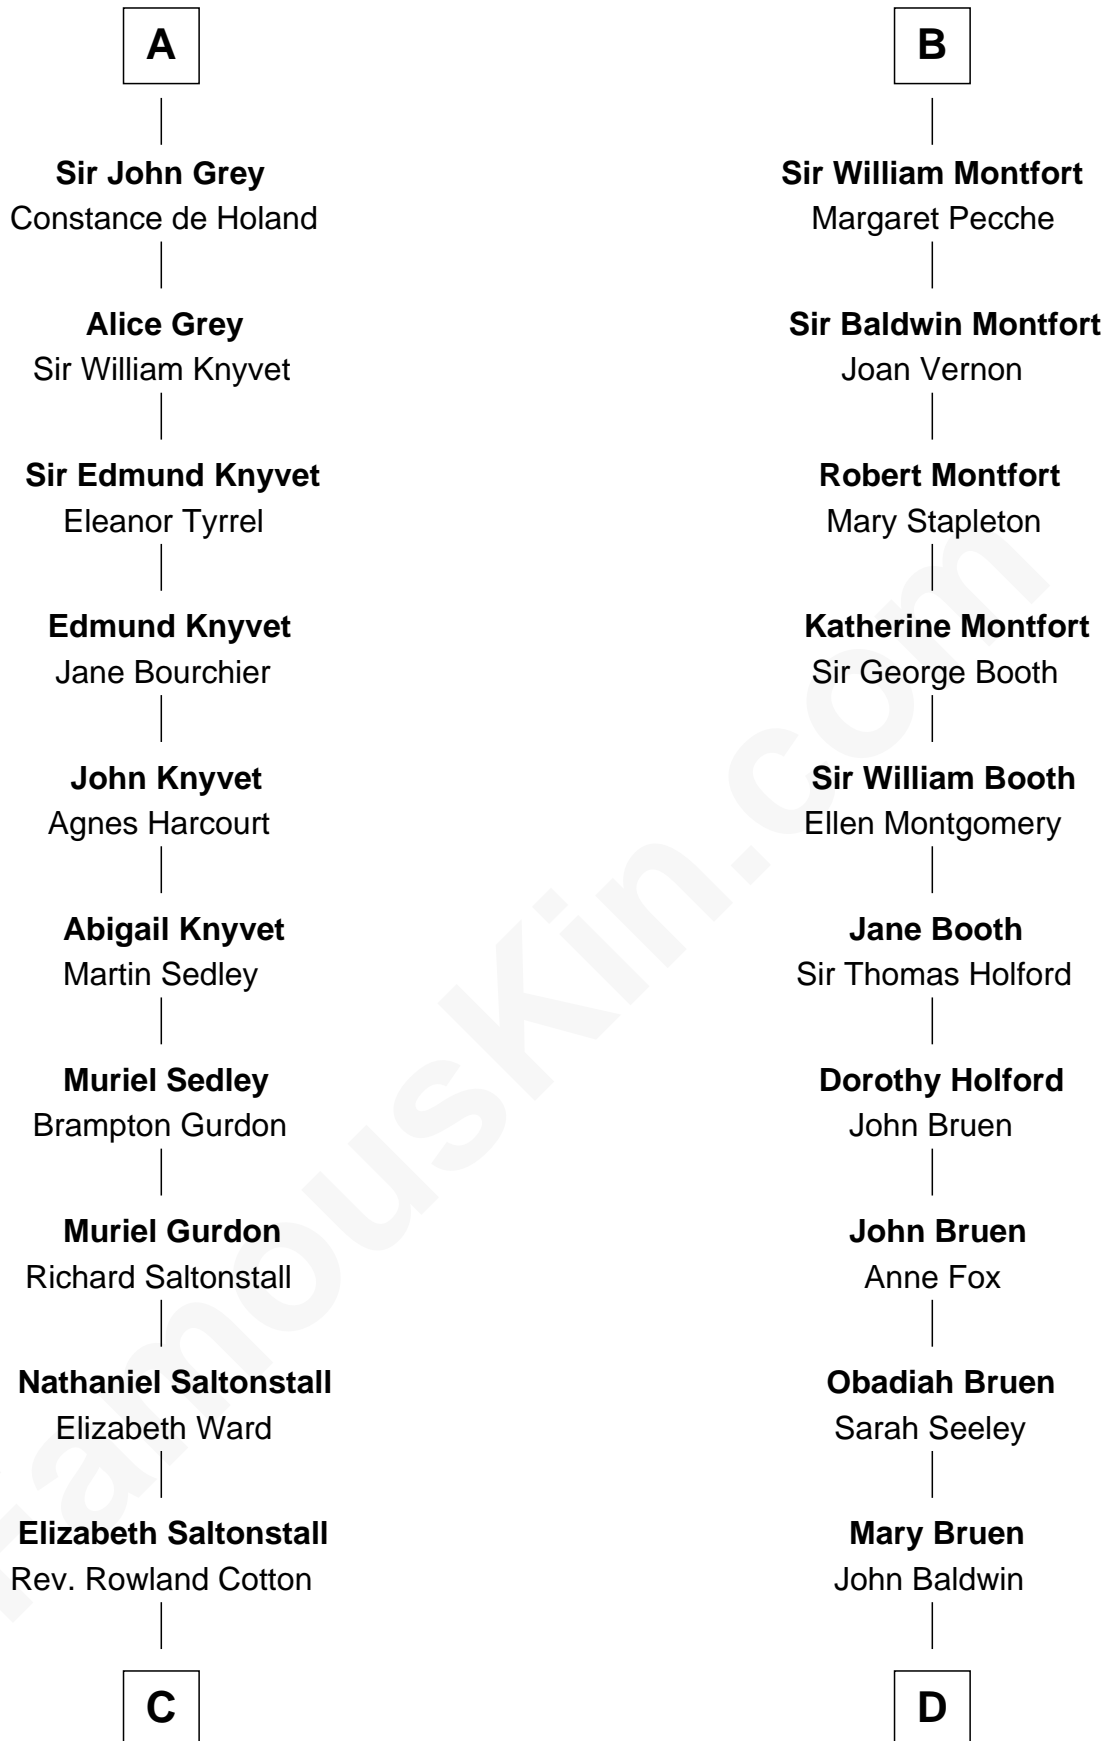 A
Sir John Grey
Constance de Holand
Alice Grey
Sir William Knyvet
Sir Edmund Knyvet
Eleanor Tyrrel
Edmund Knyvet
Jane Bourchier
John Knyvet
Agnes Harcourt
Abigail Knyvet
Martin Sedley
Muriel Sedley
Brampton Gurdon
Muriel Gurdon
Richard Saltonstall
Nathaniel Saltonstall
Elizabeth Ward
Elizabeth Saltonstall
Rev. Rowland Cotton
C
B
Sir William Montfort
Margaret Pecche
Sir Baldwin Montfort
Joan Vernon
Robert Montfort
Mary Stapleton
Katherine Montfort
Sir George Booth
Sir William Booth
Ellen Montgomery
Jane Booth
Sir Thomas Holford
Dorothy Holford
John Bruen
John Bruen
Anne Fox
Obadiah Bruen
Sarah Seeley
Mary Bruen
John Baldwin
D
FamousKin.com